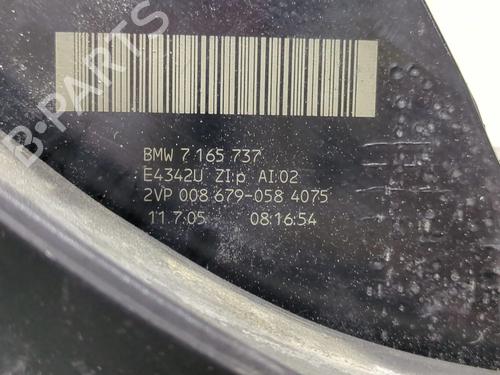 B-PARTS
BMW 7 165 737
E4342U ZI:p AI:02
2VP 008 679-058 4075
11.7.05 08:16:54